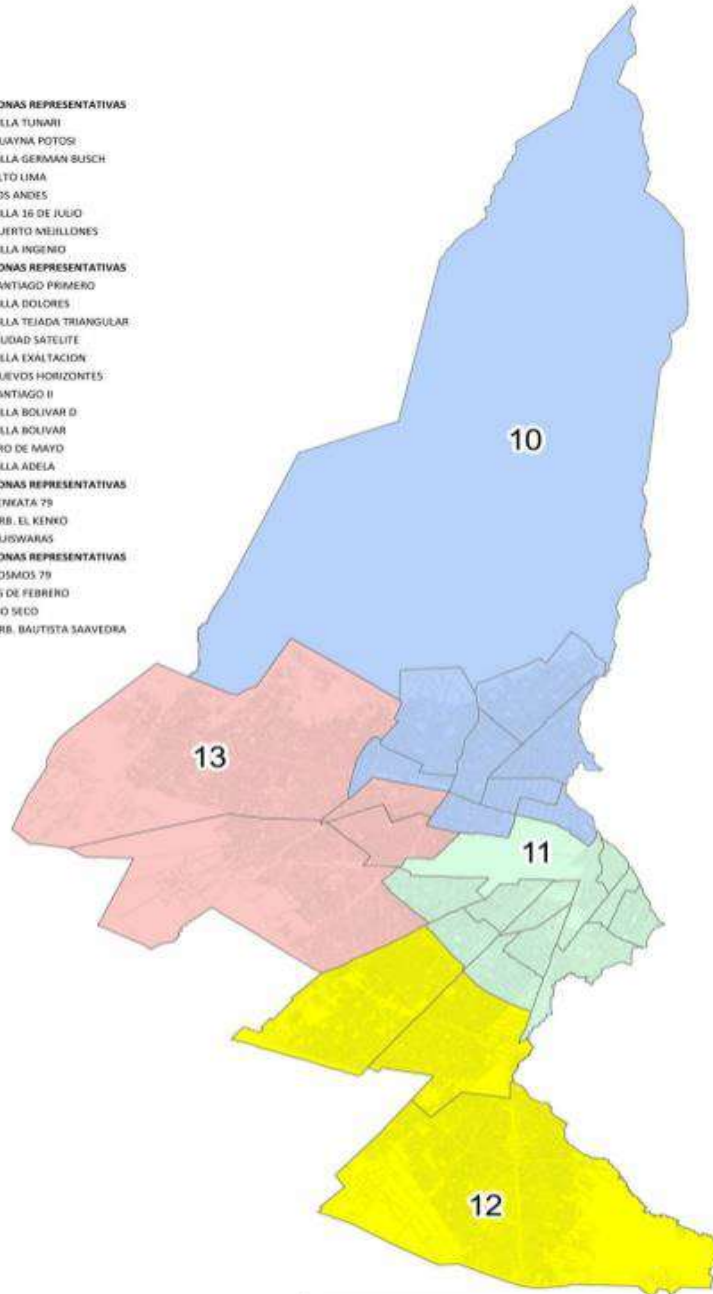 ONAS REPRESENTATIVAS
LLA TUNARI
UAYNA POTOSI
LLA GERMAN BUSCH
LTO LIMA
OS ANDES
LLA 16 DE JULIO
UERTO MEJILLONES
LLA INGENIO
ONAS REPRESENTATIVAS
ANTIAGO PRIMERO
LLA DOLORES
LLA TEJADA TRIANGULAR
UDAD SATELITE
LLA EXALTACION
UEVOS HORIZONTES
ANTIAGO II
LLA BOLIVAR D
LLA BOLIVAR
RO DE MAYO
LLA ADELA
ONAS REPRESENTATIVAS
ENKATA 79
RB. EL KENKO
UISWARAS
ONAS REPRESENTATIVAS
OSMOS 79
5 DE FEBRERO
O SECO
RB. BAUTISTA SAAVEDRA
10
13
11
12